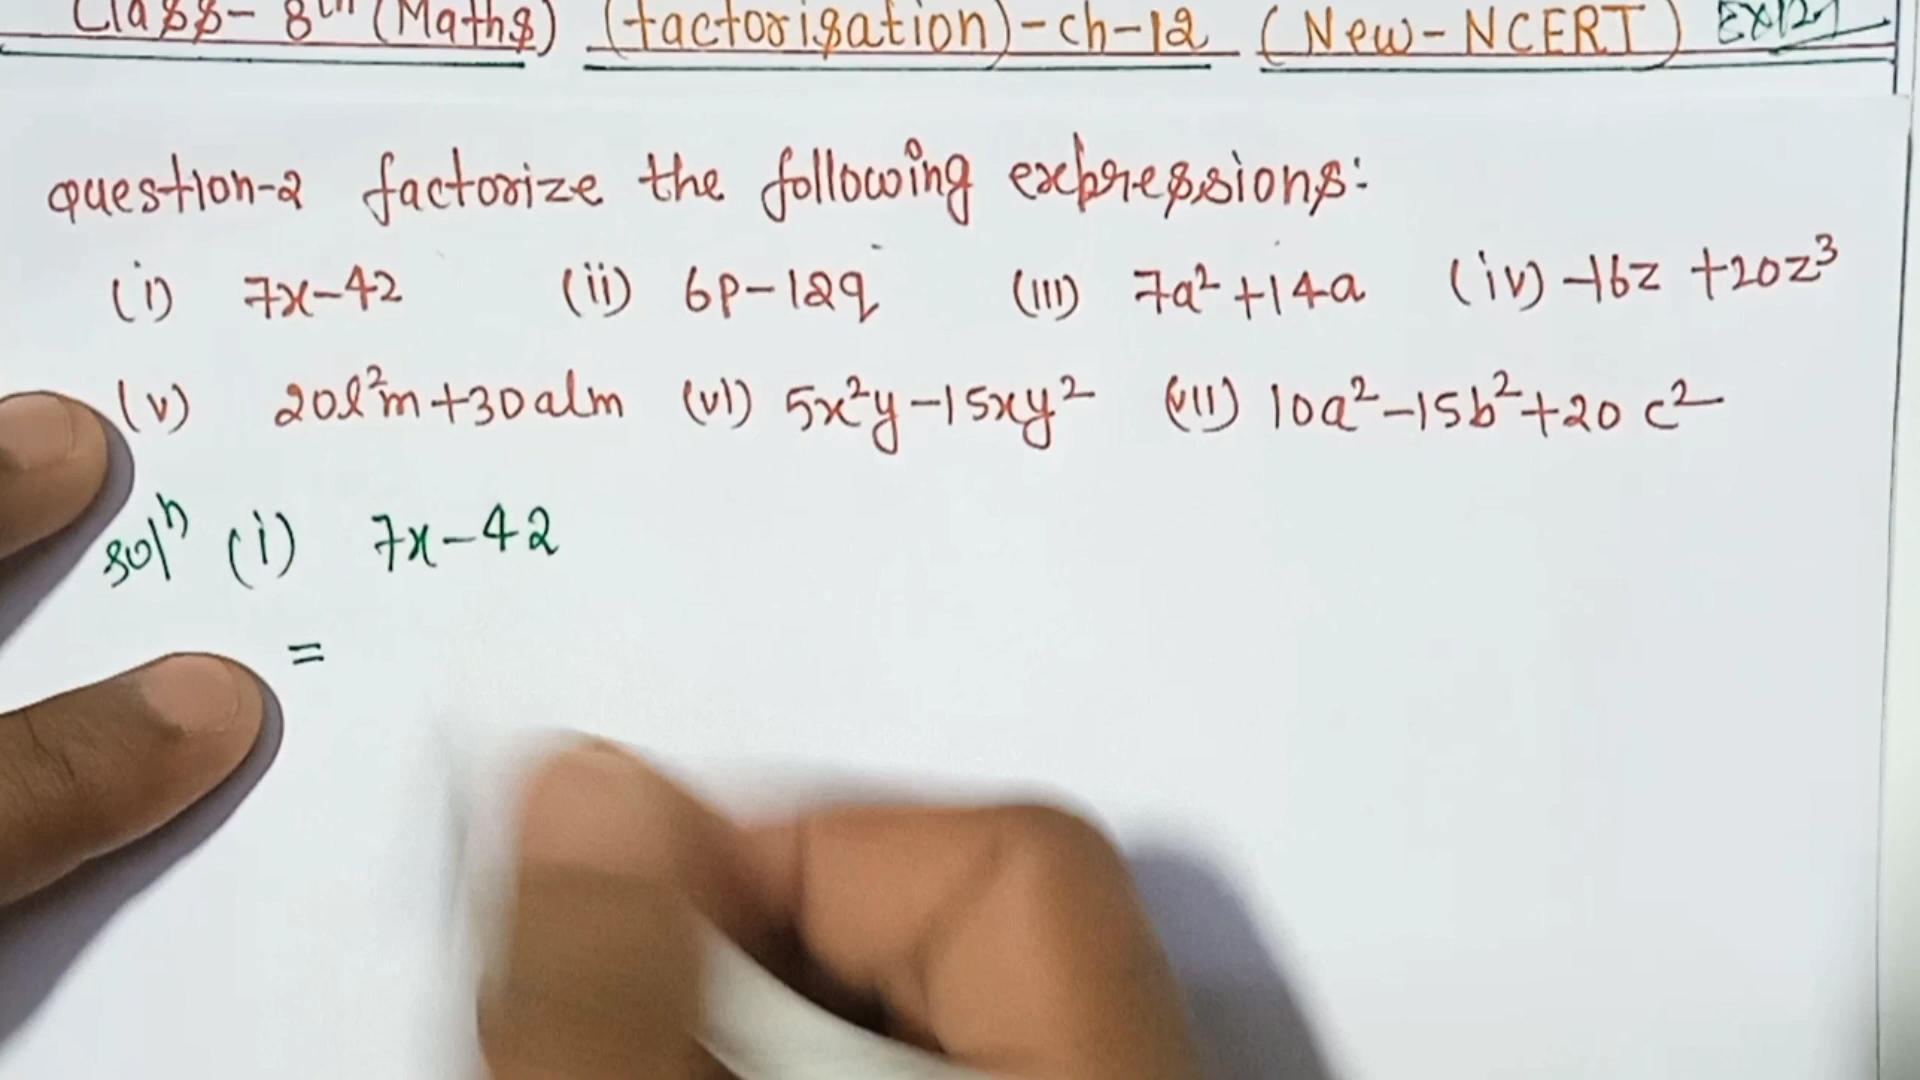 Class- 8th (Maths) (factorisation)-ch-12 (New-NCERT) Ex12.1
question-2 factorize the following expressions:
(i) 7x-42 (ii) 6p-12q (iii) 7a²+14a (iv) -16z +20z³
(v) 20l²m+30alm (vi) 5x²y-15xy² (vii) 10a²-15b²+20c²
Solⁿ (i) 7x-42
=